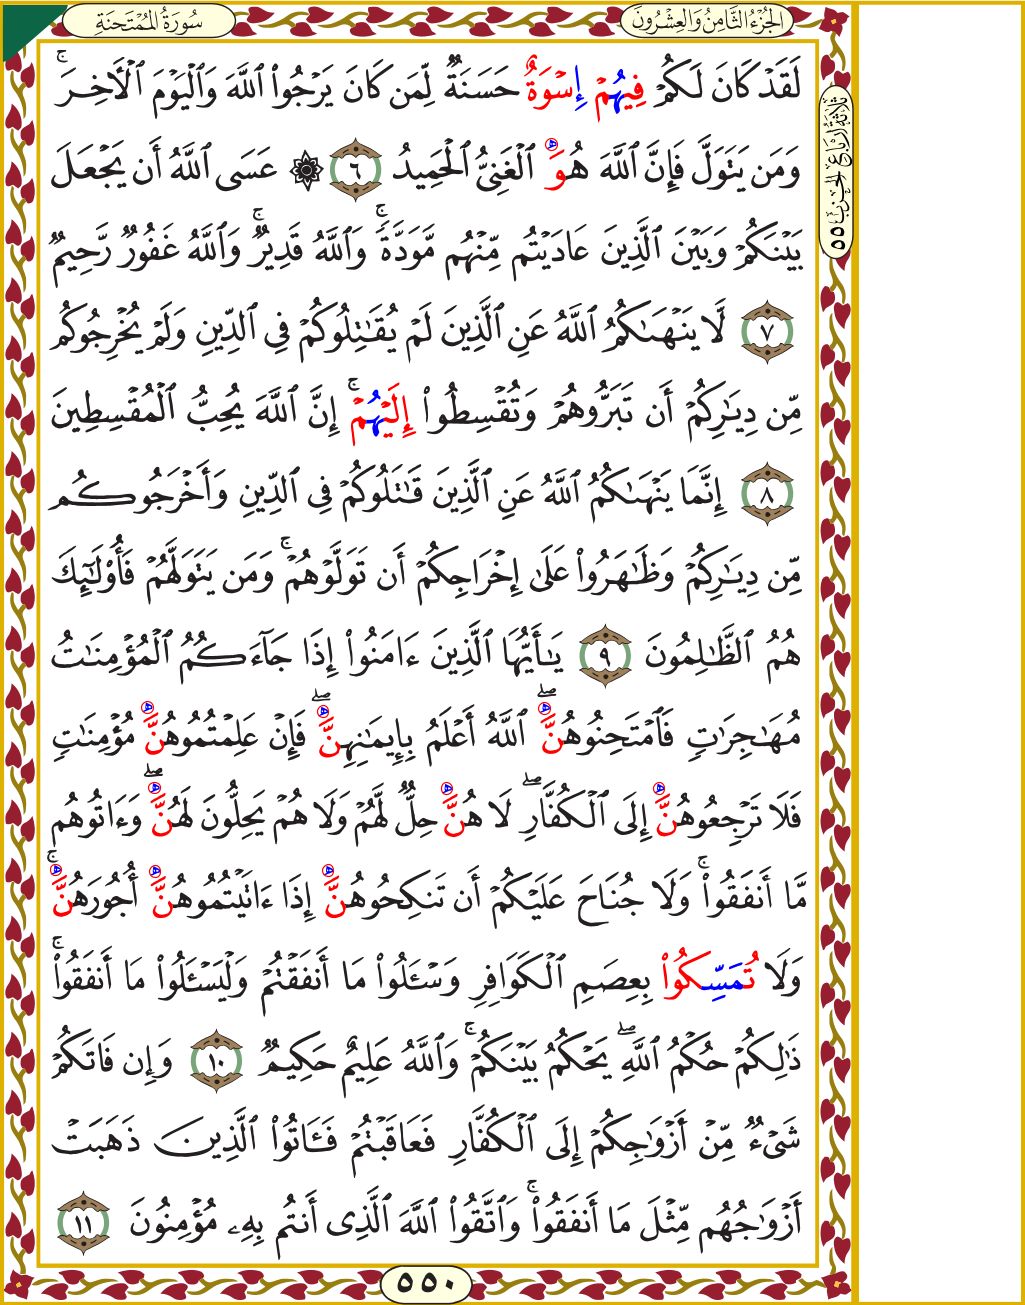 الجُزْءُ الثَّامِنُ وَالعِشْرُونَ
سُورَةُ المُمْتَحَنَةِ
ثَلَاثَةُ أَرْبَاعِ الحِزْبِ ٥٥
لَقَدْ كَانَ لَكُمْ فِيهُمْ إِسْوَةٌ حَسَنَةٌ لِّمَن كَانَ يَرْجُواْ ٱللَّهَ وَٱلْيَوْمَ ٱلْأَخِرَۚ
وَمَن يَتَوَلَّ فَإِنَّ ٱللَّهَ هُوَ ٱلْغَنِىُّ ٱلْحَمِيدُ ٦ ۞ عَسَى ٱللَّهُ أَن يَجْعَلَ
بَيْنَكُمْ وَبَيْنَ ٱلَّذِينَ عَادَيْتُم مِّنْهُم مَّوَدَّةًۚ وَٱللَّهُ قَدِيرٌۚ وَٱللَّهُ غَفُورٌ رَّحِيمٌ
٧ لَّا يَنْهَىٰكُمُ ٱللَّهُ عَنِ ٱلَّذِينَ لَمْ يُقَٰتِلُوكُمْ فِى ٱلدِّينِ وَلَمْ يُخْرِجُوكُم
مِّن دِيَٰرِكُمْ أَن تَبَرُّوهُمْ وَتُقْسِطُواْ إِلَيْهُمْۚ إِنَّ ٱللَّهَ يُحِبُّ ٱلْمُقْسِطِينَ
٨ إِنَّمَا يَنْهَىٰكُمُ ٱللَّهُ عَنِ ٱلَّذِينَ قَٰتَلُوكُمْ فِى ٱلدِّينِ وَأَخْرَجُوكُم
مِّن دِيَٰرِكُمْ وَظَٰهَرُواْ عَلَىٰ إِخْرَاجِكُمْ أَن تَوَلَّوْهُمْۚ وَمَن يَتَوَلَّهُمْ فَأُوْلَٰٓئِكَ
هُمُ ٱلظَّٰلِمُونَ ٩ يَٰٓأَيُّهَا ٱلَّذِينَ ءَامَنُواْ إِذَا جَآءَكُمُ ٱلْمُؤْمِنَٰتُ
مُهَٰجِرَٰتٍ فَٱمْتَحِنُوهُنَّۖ ٱللَّهُ أَعْلَمُ بِإِيمَٰنِهِنَّۖ فَإِنْ عَلِمْتُمُوهُنَّ مُؤْمِنَٰتٍ
فَلَا تَرْجِعُوهُنَّ إِلَى ٱلْكُفَّارِۖ لَا هُنَّ حِلٌّ لَّهُمْ وَلَا هُمْ يَحِلُّونَ لَهُنَّۖ وَءَاتُوهُم
مَّا أَنفَقُواْۚ وَلَا جُنَاحَ عَلَيْكُمْ أَن تَنكِحُوهُنَّ إِذَا ءَاتَيْتُمُوهُنَّ أُجُورَهُنَّۚ
وَلَا تُمَسِّكُواْ بِعِصَمِ ٱلْكَوَافِرِ وَسْـَٔلُواْ مَا أَنفَقْتُمْ وَلْيَسْـَٔلُواْ مَا أَنفَقُواْۚ
ذَٰلِكُمْ حُكْمُ ٱللَّهِۖ يَحْكُمُ بَيْنَكُمْۚ وَٱللَّهُ عَلِيمٌ حَكِيمٌ ١٠ وَإِن فَاتَكُمْ
شَىْءٌ مِّنْ أَزْوَٰجِكُمْ إِلَى ٱلْكُفَّارِ فَعَاقَبْتُمْ فَـَٔاتُواْ ٱلَّذِينَ ذَهَبَتْ
أَزْوَٰجُهُم مِّثْلَ مَا أَنفَقُواْۚ وَٱتَّقُواْ ٱللَّهَ ٱلَّذِى أَنتُم بِهِۦ مُؤْمِنُونَ ١١
٥٥٠